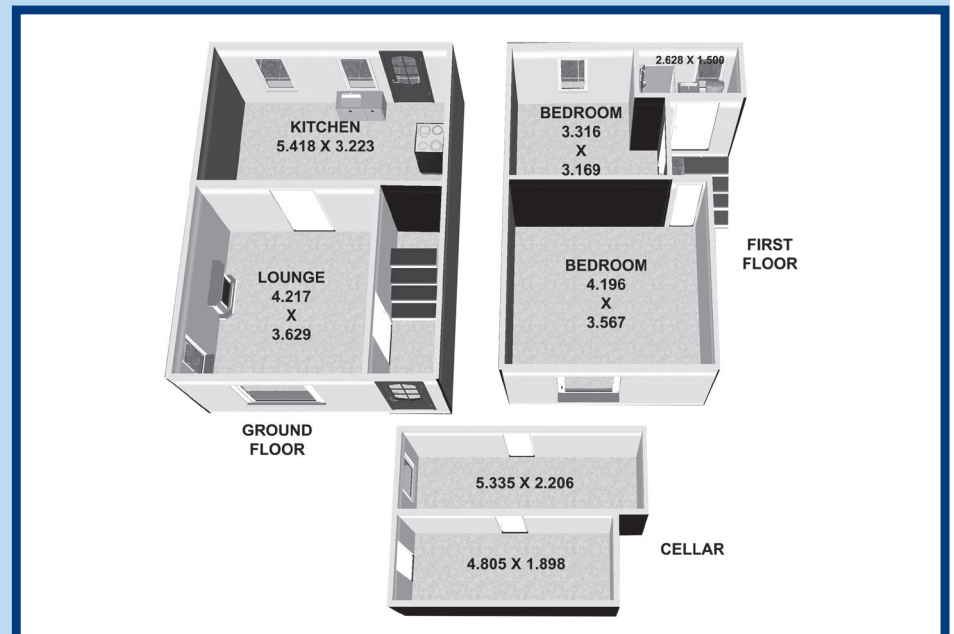 KITCHEN
5.418 X 3.223
LOUNGE
4.217
X
3.629
GROUND
FLOOR
2.628 X 1.500
BEDROOM
3.316
X
3.169
BEDROOM
4.196
X
3.567
FIRST
FLOOR
5.335 X 2.206
4.805 X 1.898
CELLAR